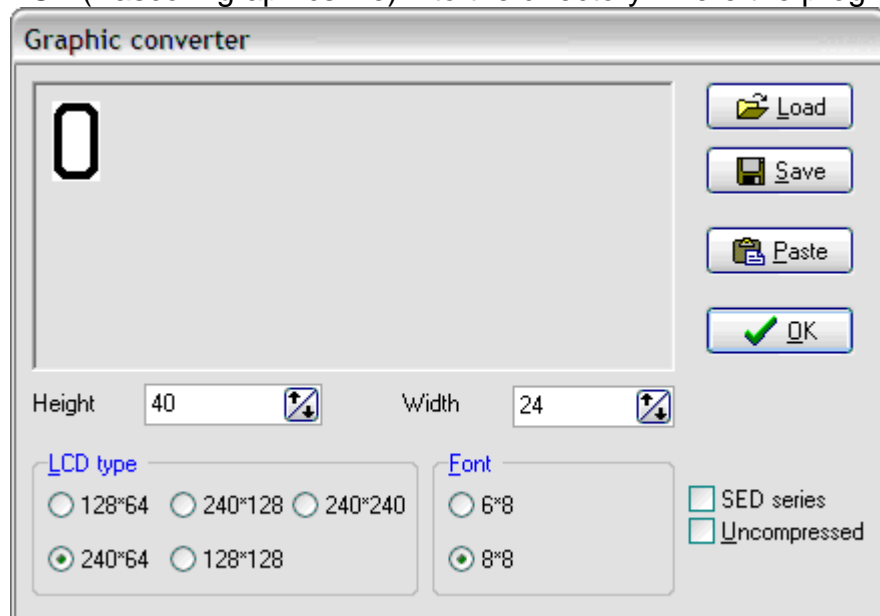 Graphic converter
0
Load
Save
Paste
OK
Height 40 Width 24
LCD type Font
128*64 240*128 240*240 6*8 SED series
Uncompressed
240*64 128*128 8*8